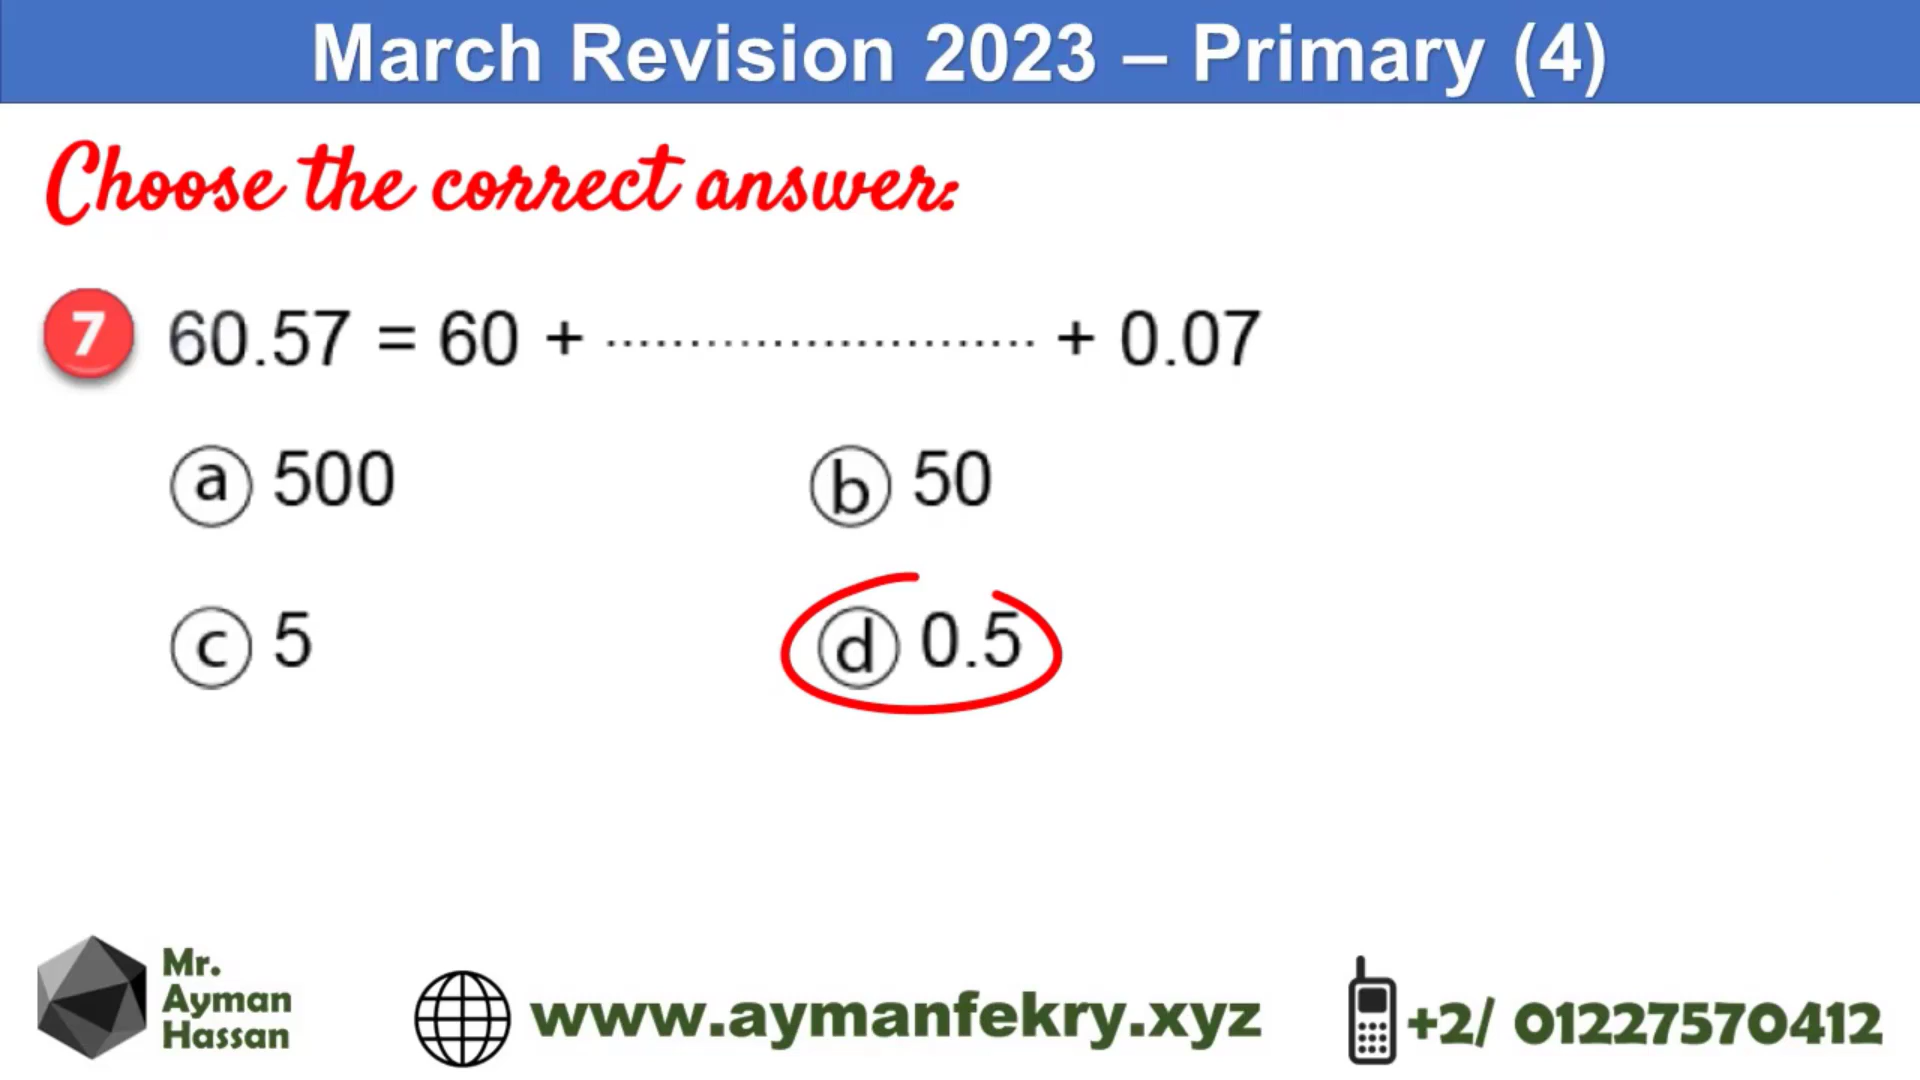 March Revision 2023 – Primary (4)
Choose the correct answer:
7 60.57 = 60 + .......................... + 0.07
a 500 b 50
c 5 d 0.5
Mr.
Ayman
Hassan
www.aymanfekry.xyz
+2/ 01227570412